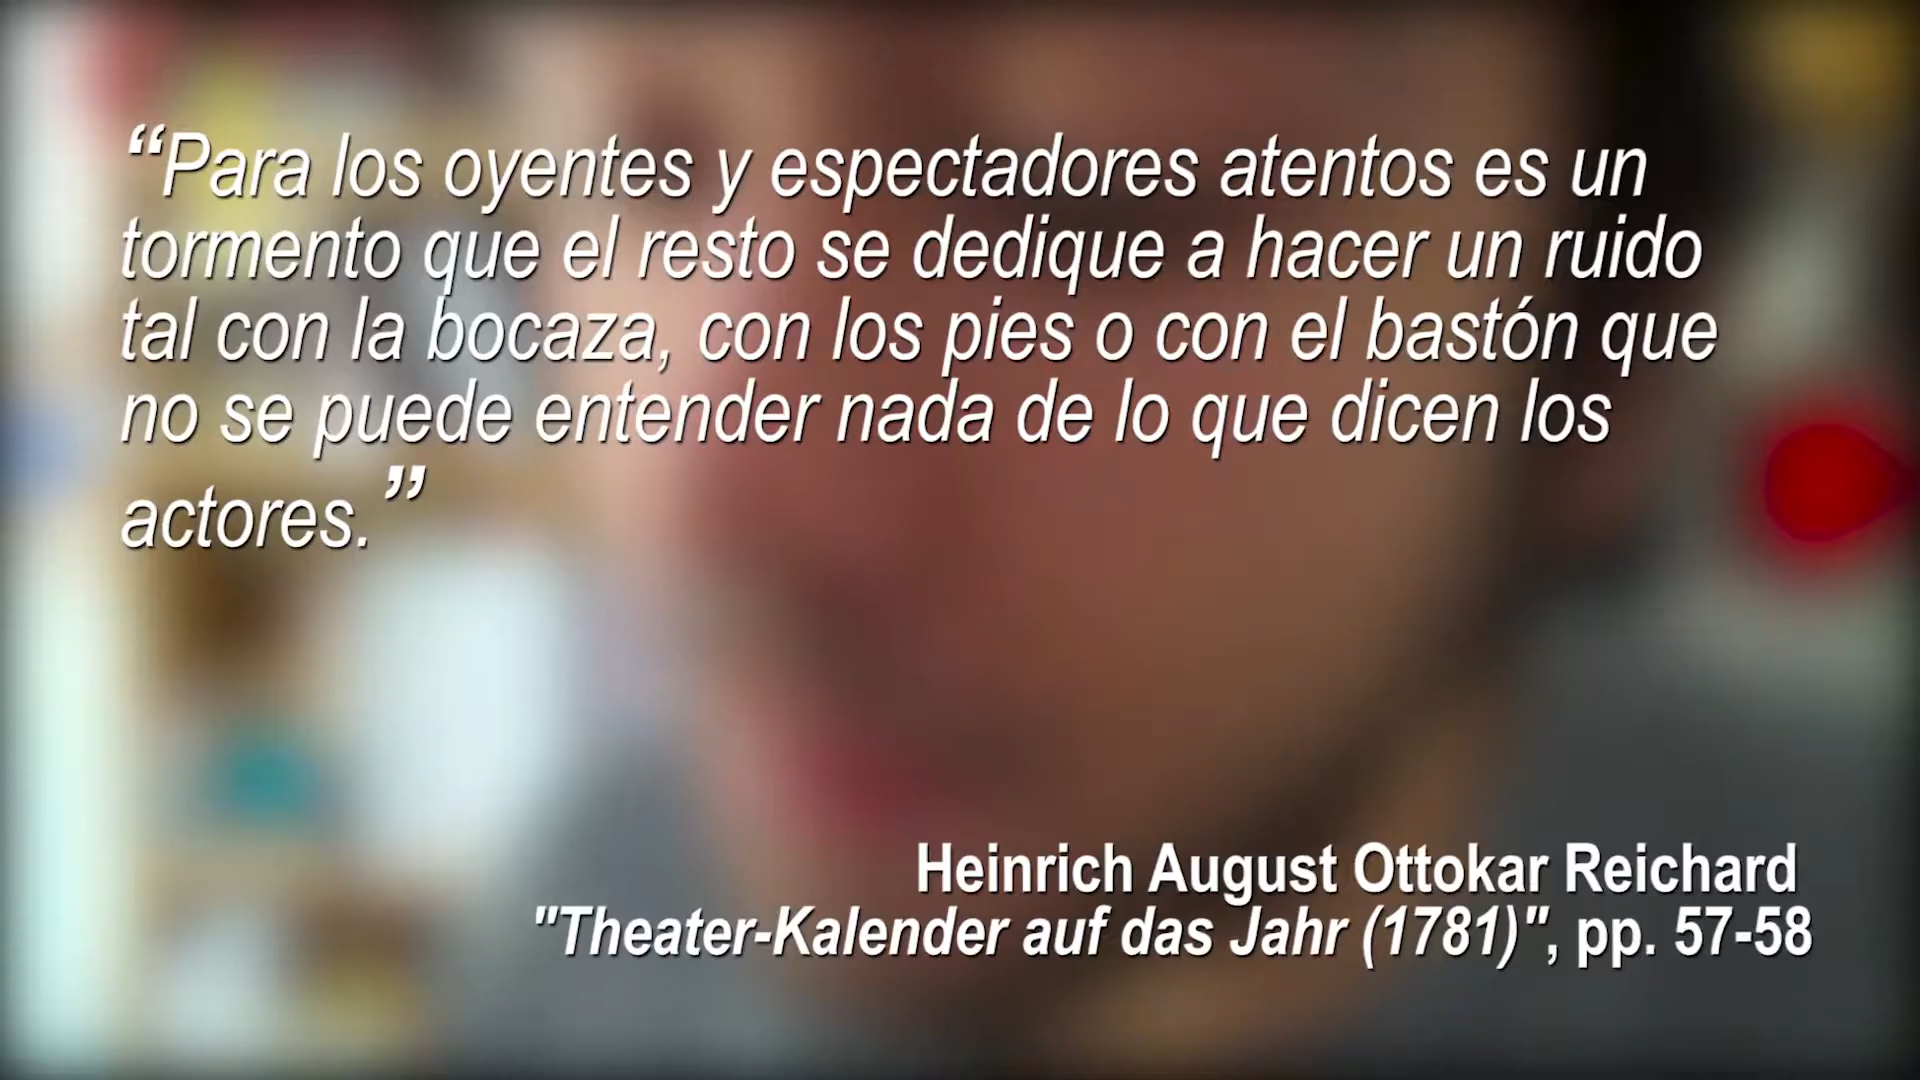 “Para los oyentes y espectadores atentos es un
tormento que el resto se dedique a hacer un ruido
tal con la bocaza, con los pies o con el bastón que
no se puede entender nada de lo que dicen los
actores.”
Heinrich August Ottokar Reichard
"Theater-Kalender auf das Jahr (1781)", pp. 57-58